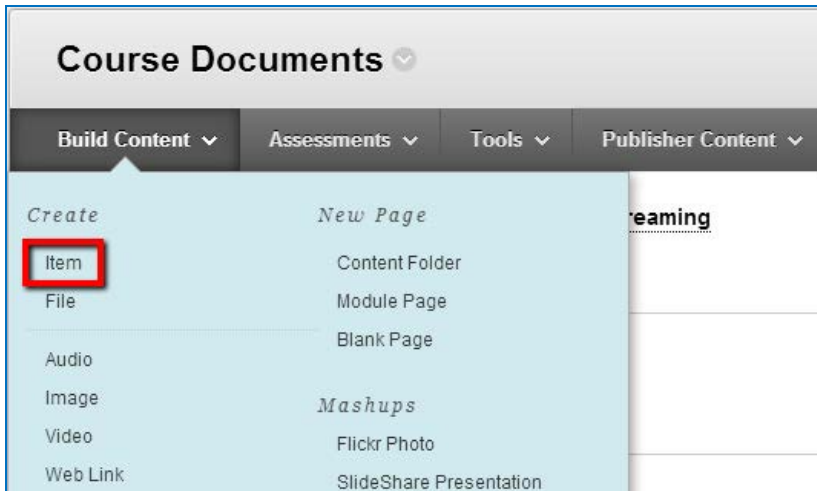 Course Documents
Build Content
Assessments
Tools
Publisher Content
Create
Item
File
Audio
Image
Video
Web Link
New Page
Content Folder
Module Page
Blank Page
Mashups
Flickr Photo
SlideShare Presentation
reaming